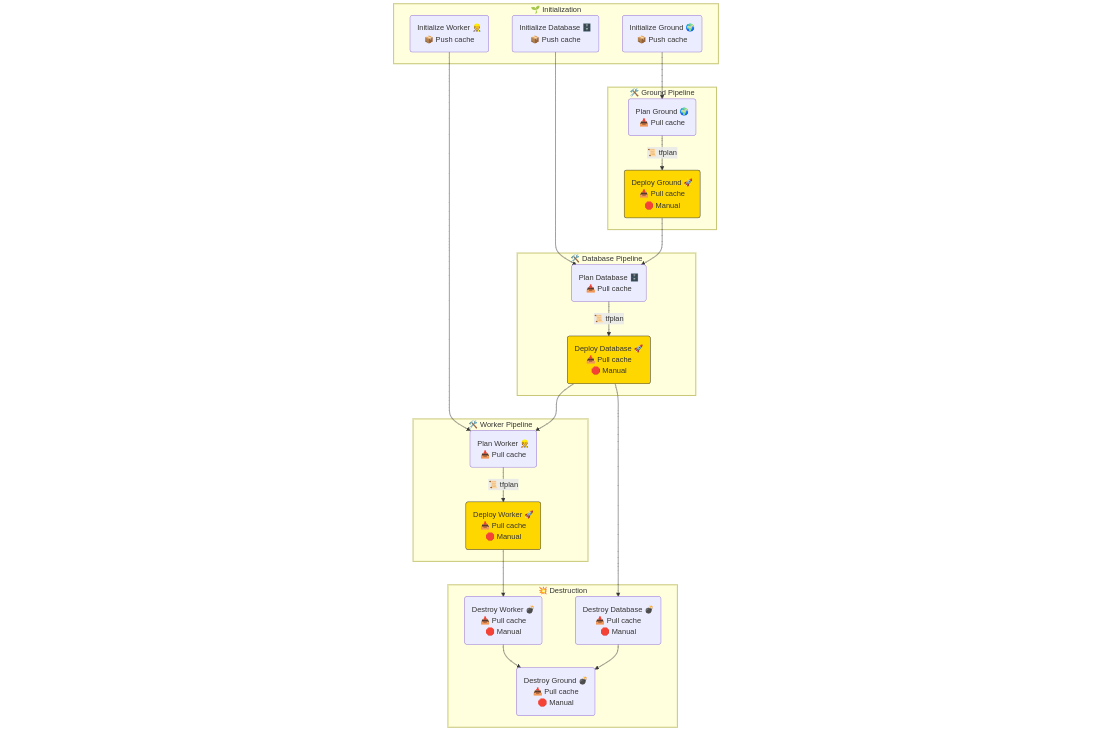 🌱 Initialization
Initialize Worker 👷
📦 Push cache
Initialize Database 🗄️
📦 Push cache
Initialize Ground 🌍
📦 Push cache
🛠️ Ground Pipeline
Plan Ground 🌍
📥 Pull cache
📜 tfplan
Deploy Ground 🚀
📥 Pull cache
🔴 Manual
🛠️ Database Pipeline
Plan Database 🗄️
📥 Pull cache
📜 tfplan
Deploy Database 🚀
📥 Pull cache
🔴 Manual
🛠️ Worker Pipeline
Plan Worker 👷
📥 Pull cache
📜 tfplan
Deploy Worker 🚀
📥 Pull cache
🔴 Manual
💥 Destruction
Destroy Worker 💣
📥 Pull cache
🔴 Manual
Destroy Database 💣
📥 Pull cache
🔴 Manual
Destroy Ground 💣
📥 Pull cache
🔴 Manual